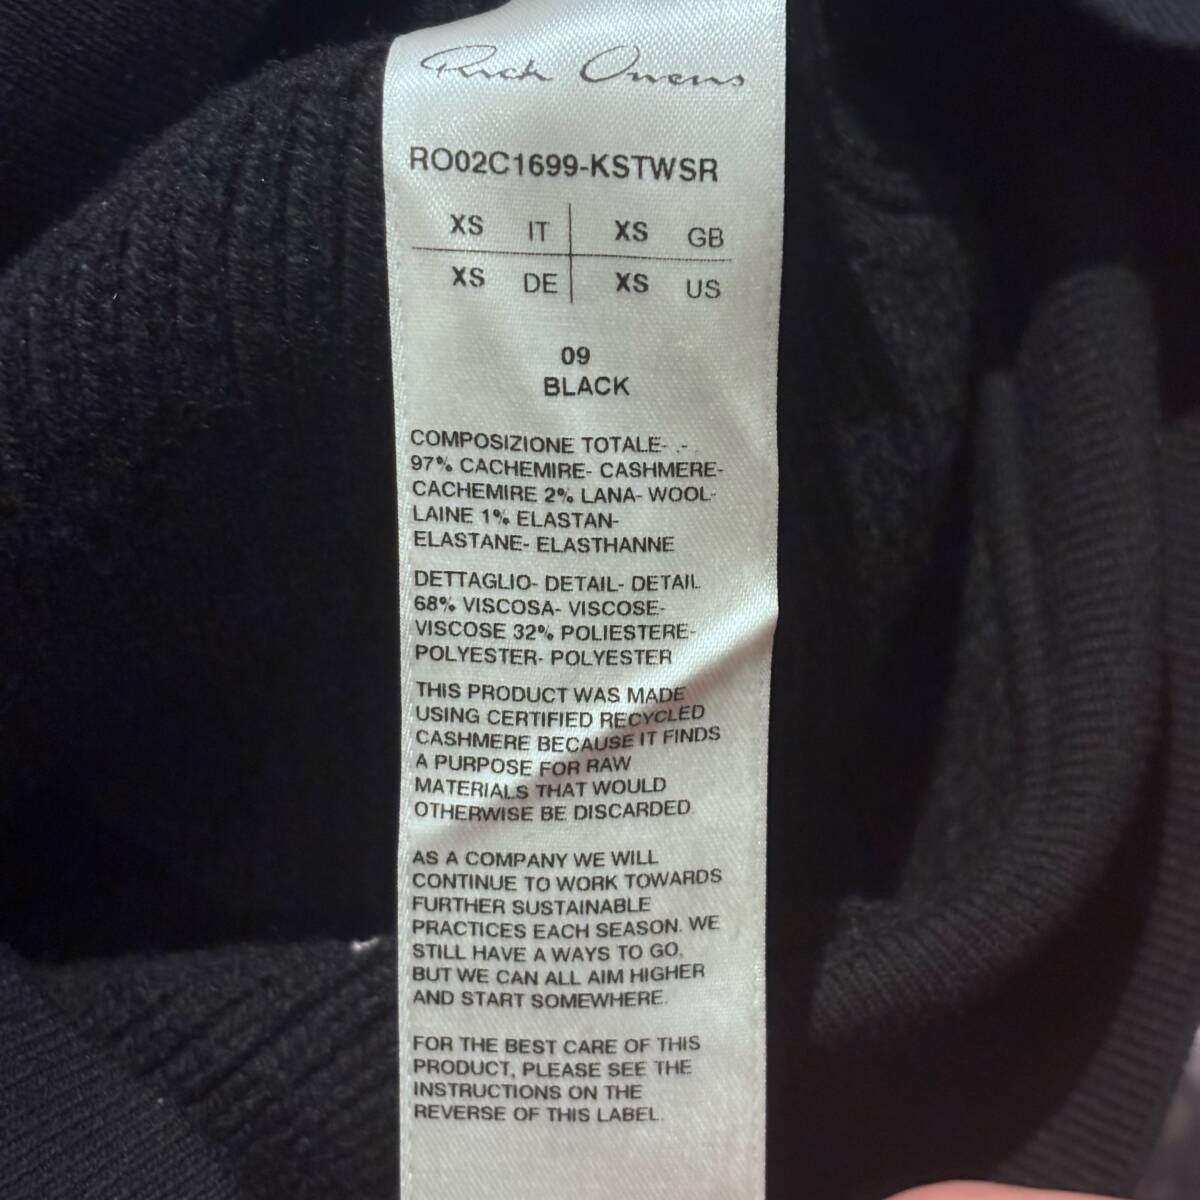 Rick Owens
RO02C1699-KSTWSR
XS IT XS GB
XS DE XS US
09
BLACK
COMPOSIZIONE TOTALE- .-
97% CACHEMIRE- CASHMERE-
CACHEMIRE 2% LANA- WOOL-
LAINE 1% ELASTAN-
ELASTANE- ELASTHANNE
DETTAGLIO- DETAIL- DETAIL
68% VISCOSA- VISCOSE-
VISCOSE 32% POLIESTERE-
POLYESTER- POLYESTER
THIS PRODUCT WAS MADE
USING CERTIFIED RECYCLED
CASHMERE BECAUSE IT FINDS
A PURPOSE FOR RAW
MATERIALS THAT WOULD
OTHERWISE BE DISCARDED.
AS A COMPANY WE WILL
CONTINUE TO WORK TOWARDS
FURTHER SUSTAINABLE
PRACTICES EACH SEASON. WE
STILL HAVE A WAYS TO GO,
BUT WE CAN ALL AIM HIGHER
AND START SOMEWHERE.
FOR THE BEST CARE OF THIS
PRODUCT, PLEASE SEE THE
INSTRUCTIONS ON THE
REVERSE OF THIS LABEL.